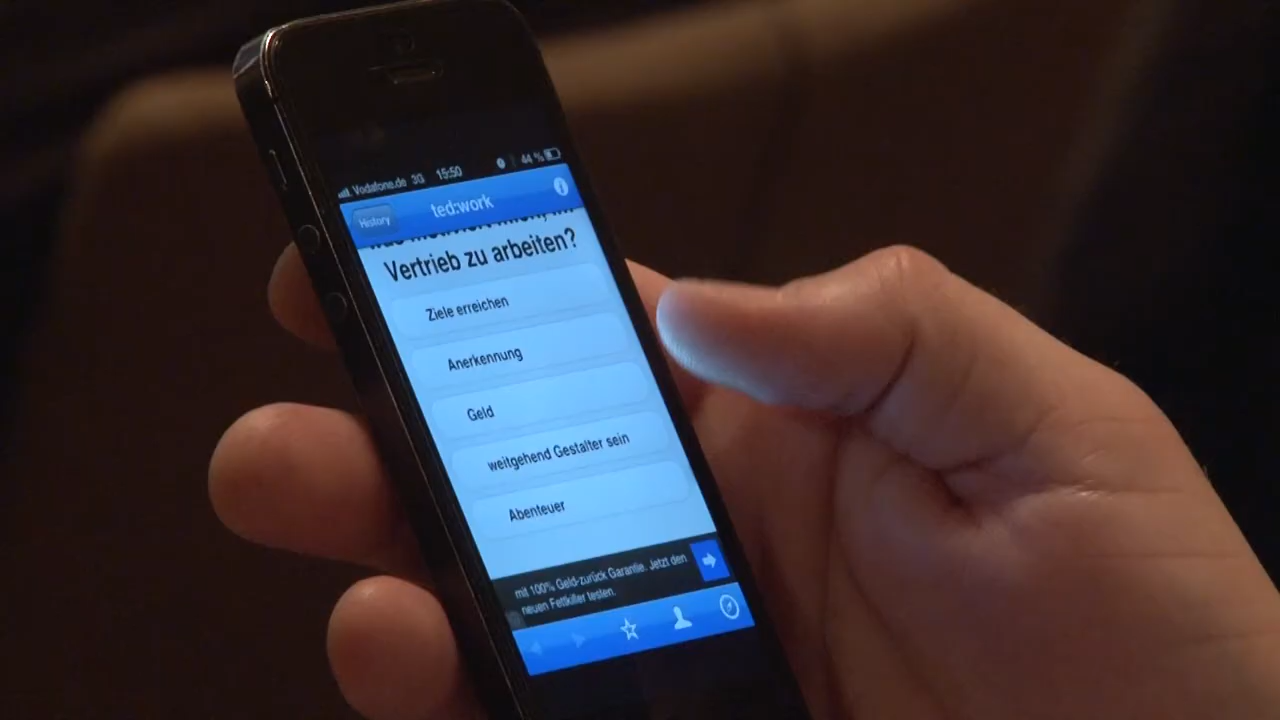 Vodafone.de 3G 15:50 44 %
History ted:work
Vertrieb zu arbeiten?
Ziele erreichen
Anerkennung
Geld
weitgehend Gestalter sein
Abenteuer
mit 100% Geld-zurück Garantie. Jetzt den
neuen Fettkiller testen.